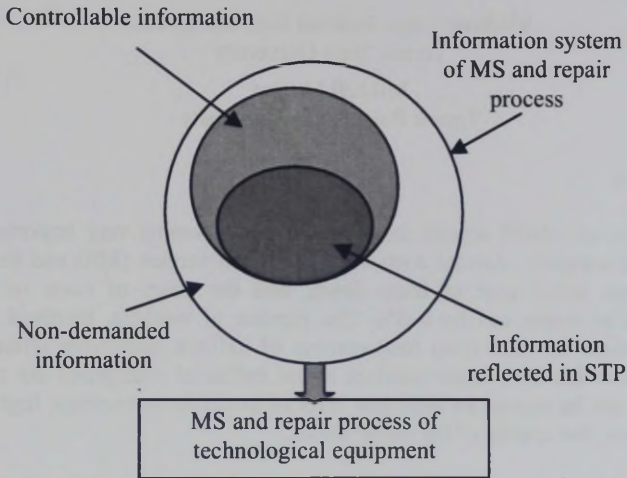 Controllable information
Information system
of MS and repair
process
Non-demanded
information
Information
reflected in STP
MS and repair process of
technological equipment